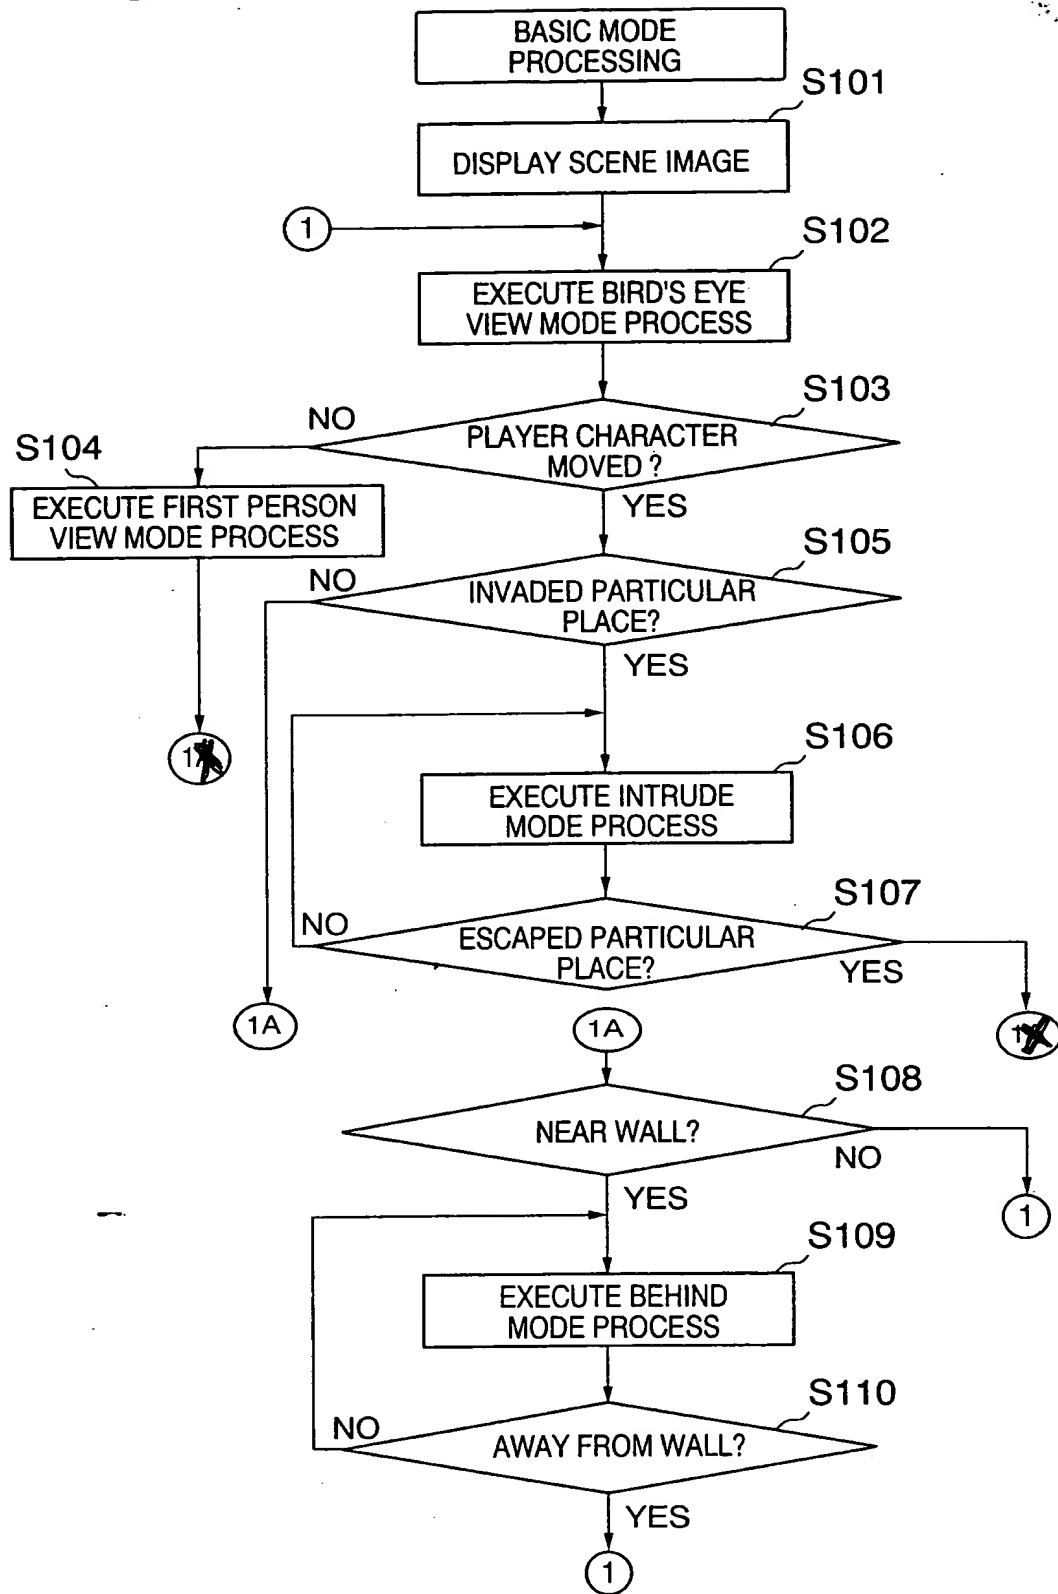 BASIC MODE
PROCESSING
S101
DISPLAY SCENE IMAGE
1
S102
EXECUTE BIRD'S EYE
VIEW MODE PROCESS
S103
NO
PLAYER CHARACTER
MOVED ?
S104
YES
EXECUTE FIRST PERSON
VIEW MODE PROCESS
S105
NO
INVADED PARTICULAR
PLACE?
YES
1
S106
EXECUTE INTRUDE
MODE PROCESS
S107
NO
ESCAPED PARTICULAR
PLACE?
YES
1A
1A
1
S108
NEAR WALL?
NO
YES
1
S109
EXECUTE BEHIND
MODE PROCESS
S110
NO
AWAY FROM WALL?
YES
1